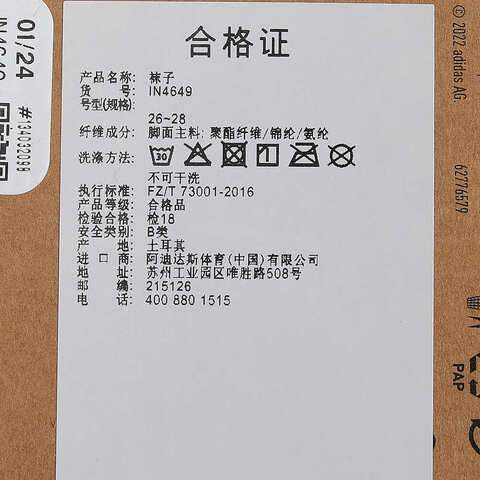 合格证
产品名称： 袜子
货 号： IN4649
号型(规格)：
26~28
纤维成分： 脚面主料: 聚酯纤维/锦纶/氨纶
洗涤方法： 30
不可干洗
执行标准： FZ/T 73001-2016
产品等级： 合格品
检验合格： 检18
安全类别： B类
产 地： 土耳其
进 口 商： 阿迪达斯体育(中国)有限公司
地 址： 苏州工业园区唯胜路508号
邮 编： 215126
电 话： 400 880 1515
01/24
IN4649
#134092098
© 2022 adidas AG.
62776579
PAP